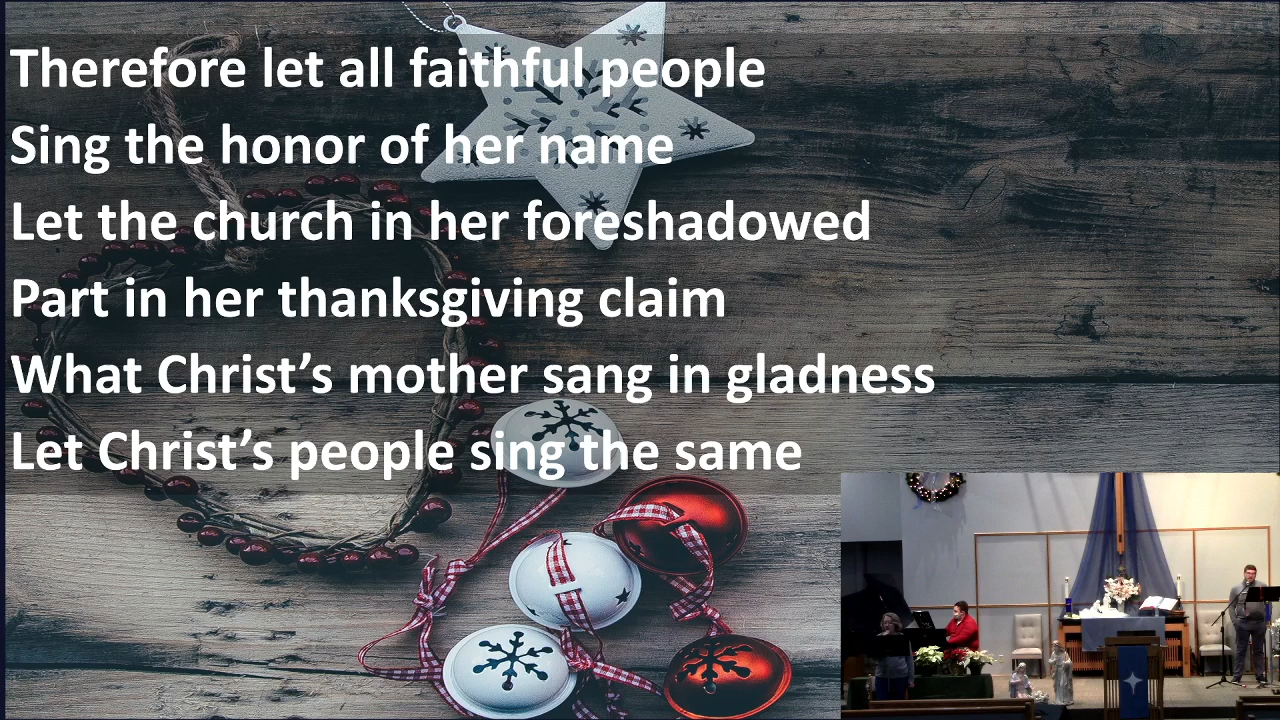 Therefore let all faithful people
Sing the honor of her name
Let the church in her foreshadowed
Part in her thanksgiving claim
What Christ’s mother sang in gladness
Let Christ’s people sing the same